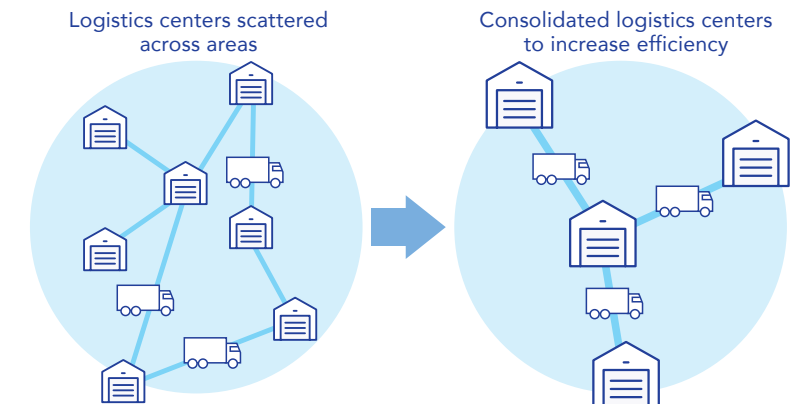 Logistics centers scattered
across areas
Consolidated logistics centers
to increase efficiency